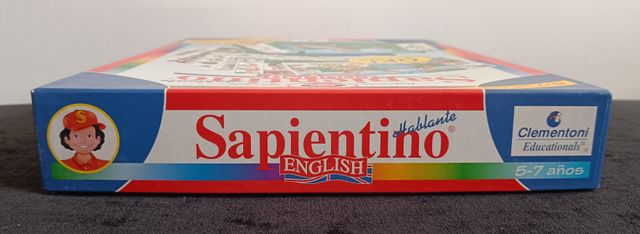 S
Sapientino®
Hablante
ENGLISH
Clementoni
Educationals®
5-7 años